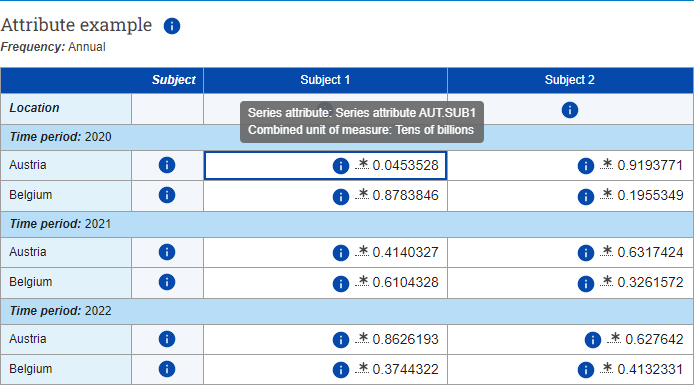 Attribute example i
Frequency: Annual
Subject Subject 1 Subject 2
Location i
Series attribute: Series attribute AUT.SUB1
Combined unit of measure: Tens of billions
Time period: 2020
Austria i i ..* 0.0453528 i ..* 0.9193771
Belgium i i ..* 0.8783846 i ..* 0.1955349
Time period: 2021
Austria i i ..* 0.4140327 i ..* 0.6317424
Belgium i i ..* 0.6104328 i ..* 0.3261572
Time period: 2022
Austria i i ..* 0.8626193 i ..* 0.627642
Belgium i i ..* 0.3744322 i ..* 0.4132331